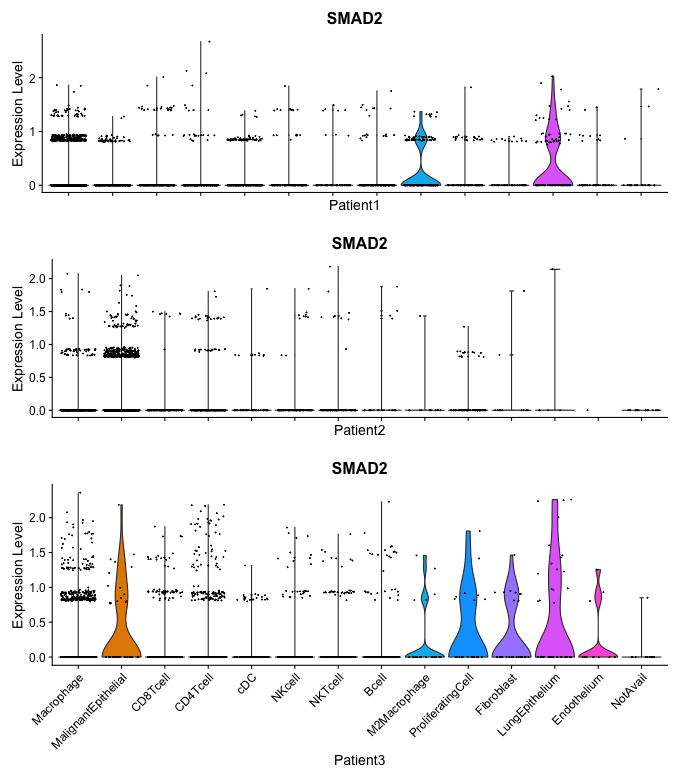 SMAD2
Expression Level
2
1
0
Patient1
SMAD2
Expression Level
2.0
1.5
1.0
0.5
0.0
Patient2
SMAD2
Expression Level
2.0
1.5
1.0
0.5
0.0
Macrophage
MalignantEpithelial
CD8Tcell
CD4Tcell
cDC
NKcell
NKTcell
Bcell
M2Macrophage
ProliferatingCell
Fibroblast
LungEpithelium
Endothelium
NotAvail
Patient3